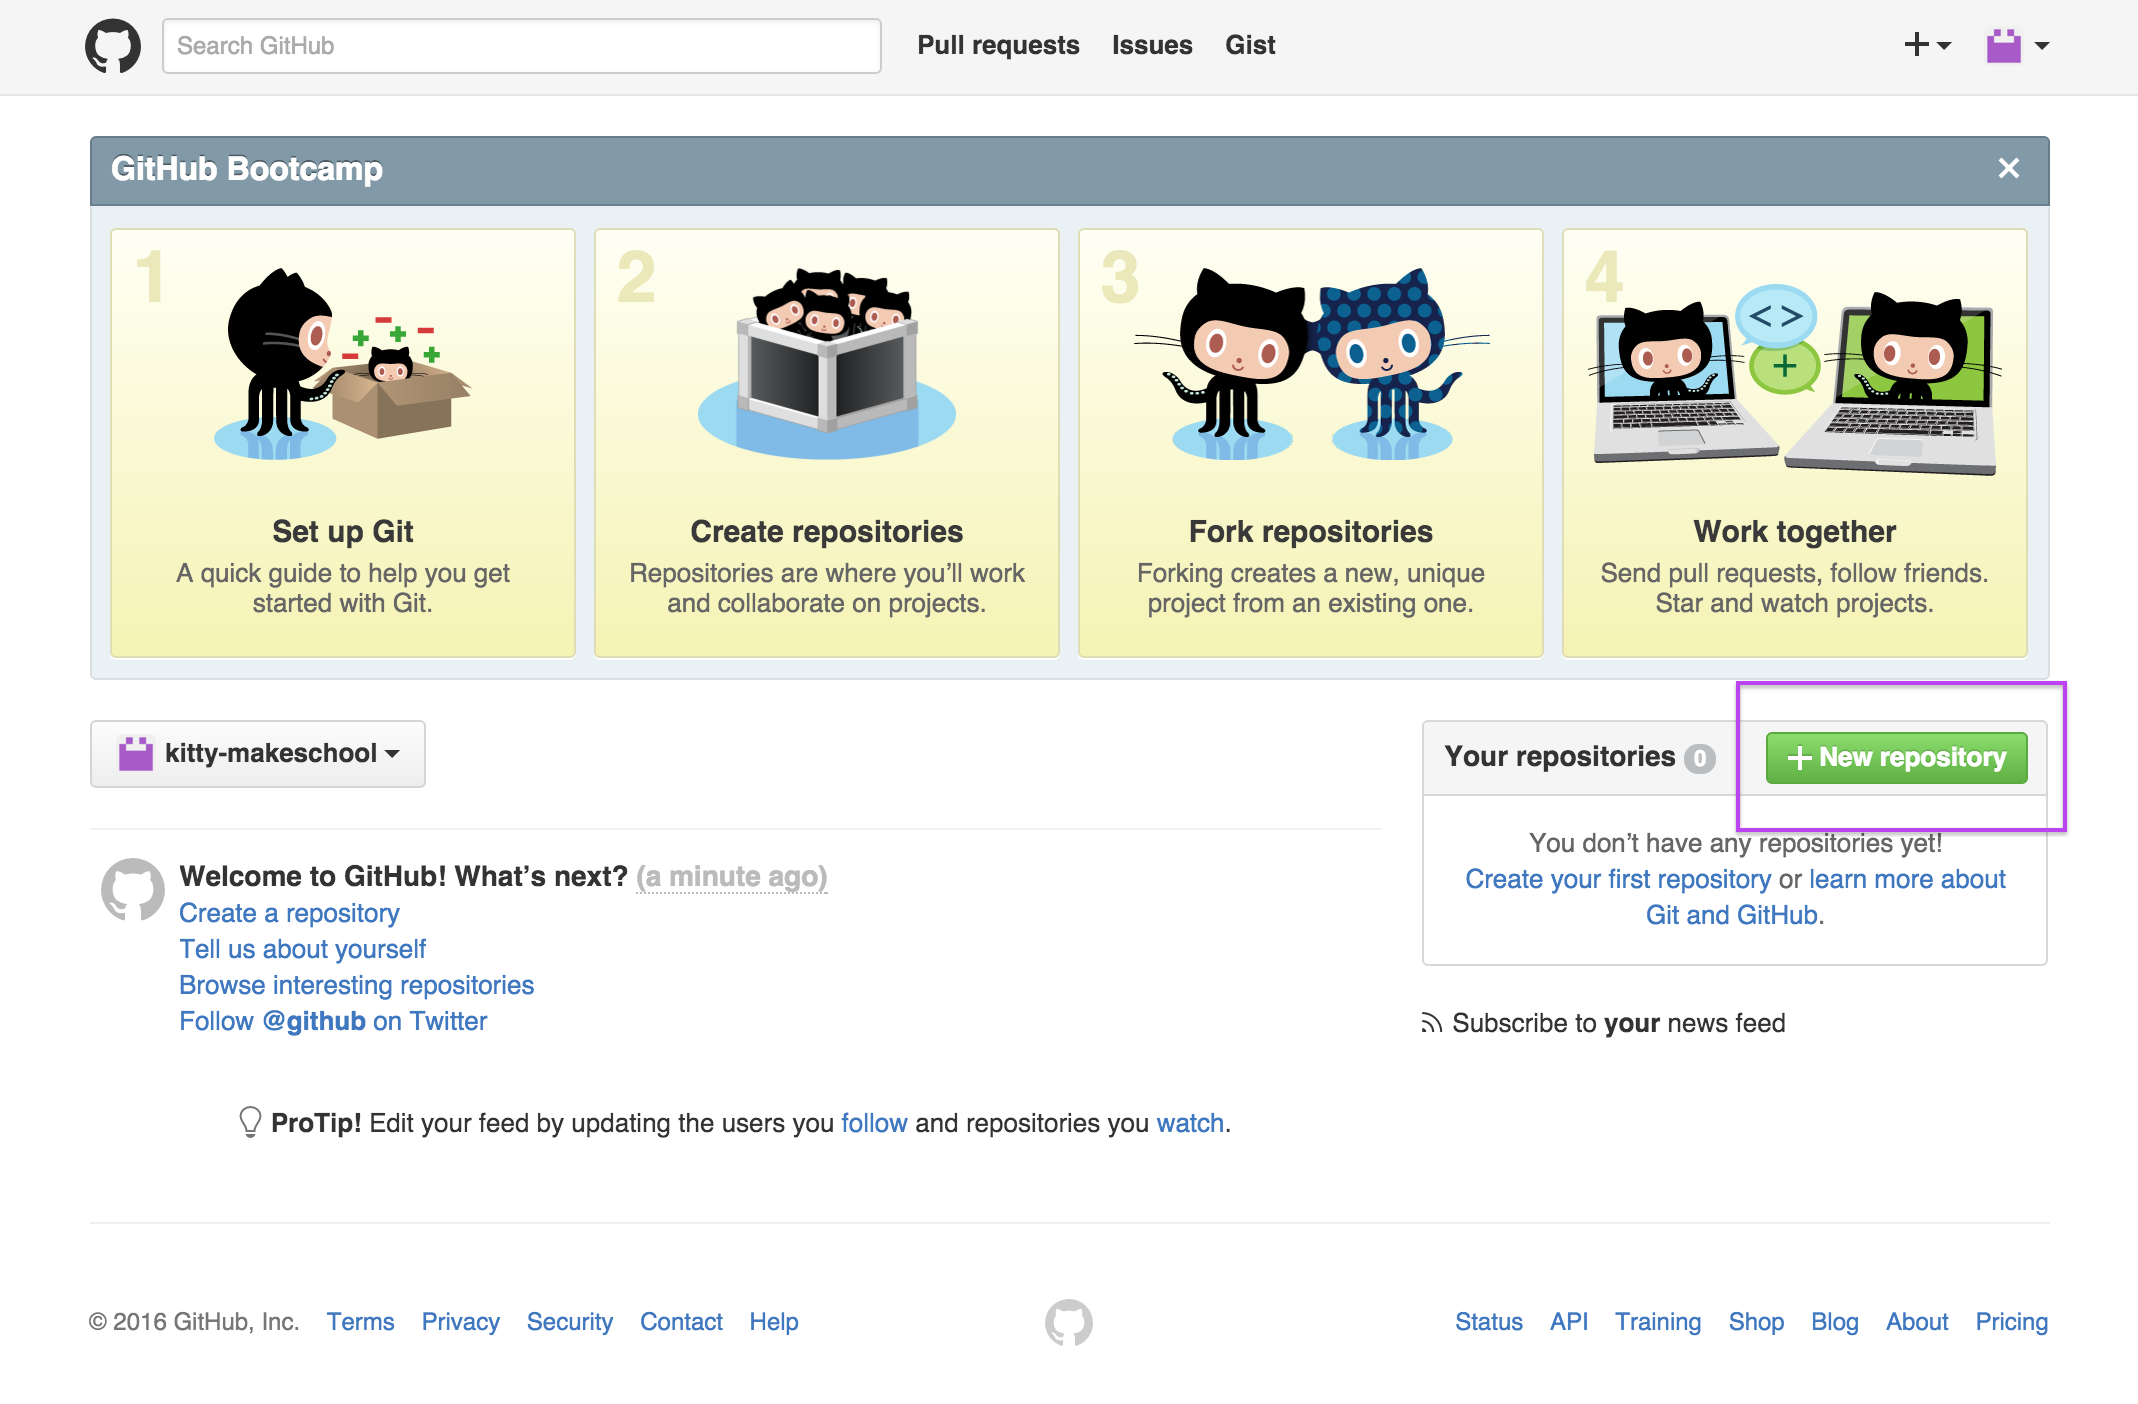 Search GitHub
Pull requests Issues Gist
GitHub Bootcamp
1
Set up Git
A quick guide to help you get
started with Git.
2
Create repositories
Repositories are where you’ll work
and collaborate on projects.
3
Fork repositories
Forking creates a new, unique
project from an existing one.
4
Work together
Send pull requests, follow friends.
Star and watch projects.
kitty-makeschool
Your repositories 0
New repository
You don’t have any repositories yet!
Create your first repository or learn more about
Git and GitHub.
Welcome to GitHub! What’s next? (a minute ago)
Create a repository
Tell us about yourself
Browse interesting repositories
Follow @github on Twitter
Subscribe to your news feed
ProTip! Edit your feed by updating the users you follow and repositories you watch.
© 2016 GitHub, Inc. Terms Privacy Security Contact Help
Status API Training Shop Blog About Pricing